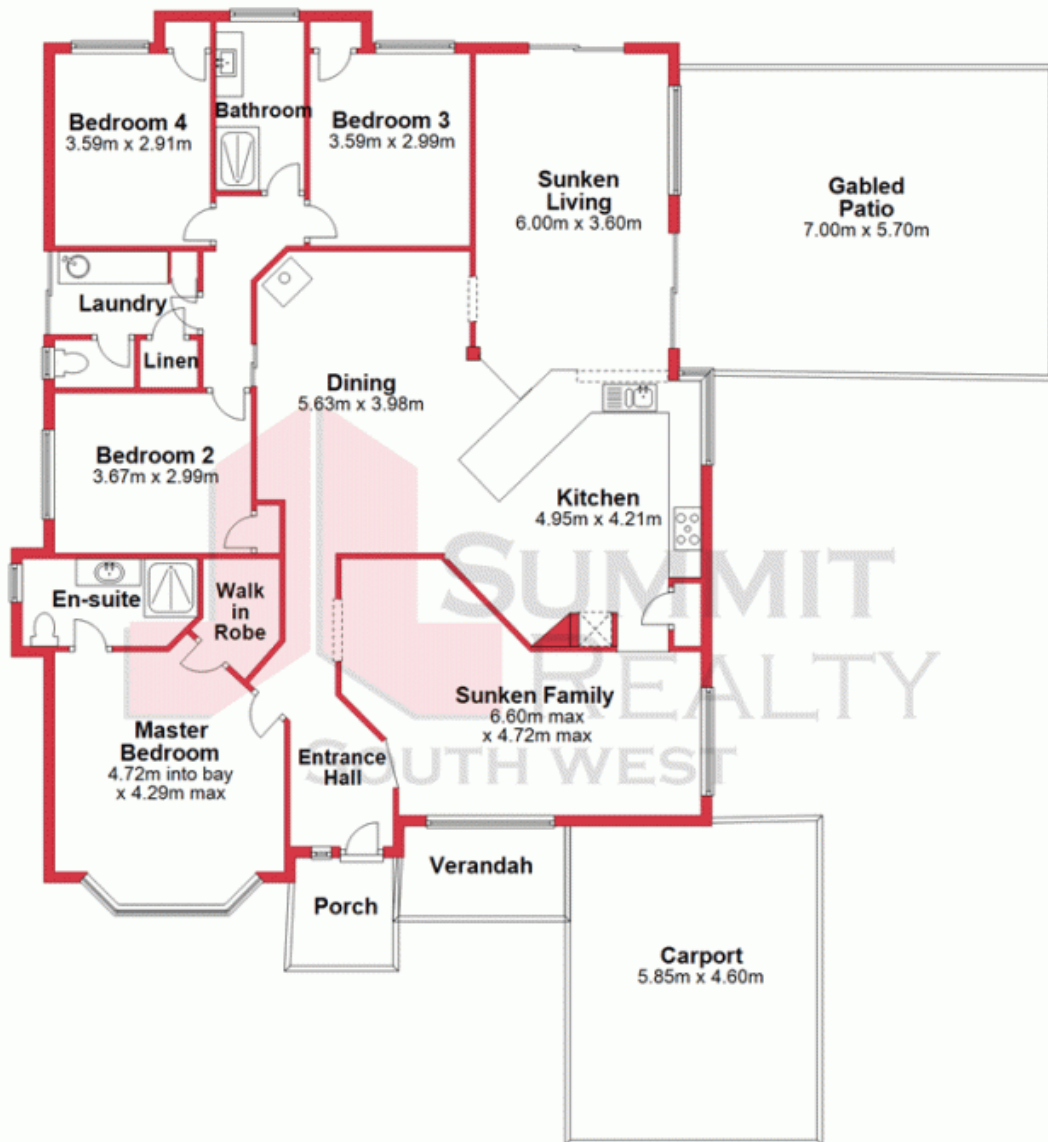 Bedroom 4
3.59m x 2.91m
Bathroom
Bedroom 3
3.59m x 2.99m
Sunken
Living
6.00m x 3.60m
Gabled
Patio
7.00m x 5.70m
Laundry
Linen
Dining
5.63m x 3.98m
Bedroom 2
3.67m x 2.99m
Kitchen
4.95m x 4.21m
En-suite
Walk
in
Robe
SUMMIT
REALTY
SOUTH WEST
Sunken Family
6.60m max
x 4.72m max
Master
Bedroom
4.72m into bay
x 4.29m max
Entrance
Hall
Verandah
Porch
Carport
5.85m x 4.60m